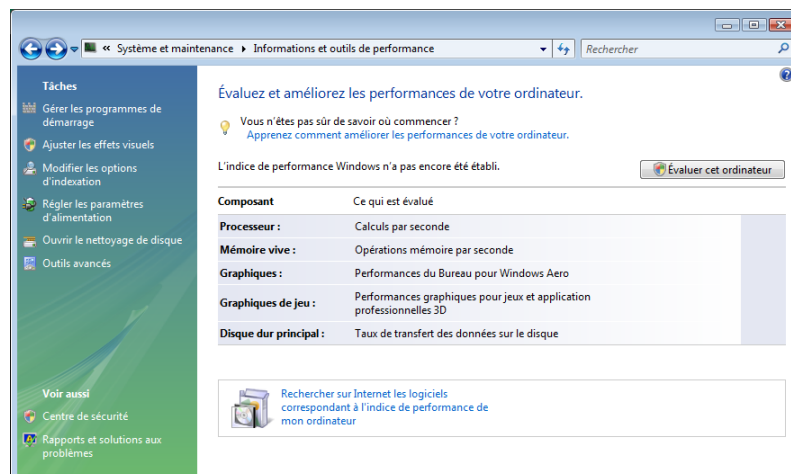 « Système et maintenance ▸ Informations et outils de performance
Rechercher
Tâches
Gérer les programmes de
démarrage
Ajuster les effets visuels
Modifier les options
d'indexation
Régler les paramètres
d'alimentation
Ouvrir le nettoyage de disque
Outils avancés
Voir aussi
Centre de sécurité
Rapports et solutions aux
problèmes
Évaluez et améliorez les performances de votre ordinateur.
Vous n'êtes pas sûr de savoir où commencer ?
Apprenez comment améliorer les performances de votre ordinateur.
L'indice de performance Windows n'a pas encore été établi.
Évaluer cet ordinateur
Composant Ce qui est évalué
Processeur : Calculs par seconde
Mémoire vive : Opérations mémoire par seconde
Graphiques : Performances du Bureau pour Windows Aero
Graphiques de jeu : Performances graphiques pour jeux et application
professionnelles 3D
Disque dur principal : Taux de transfert des données sur le disque
Rechercher sur Internet les logiciels
correspondant à l'indice de performance de
mon ordinateur